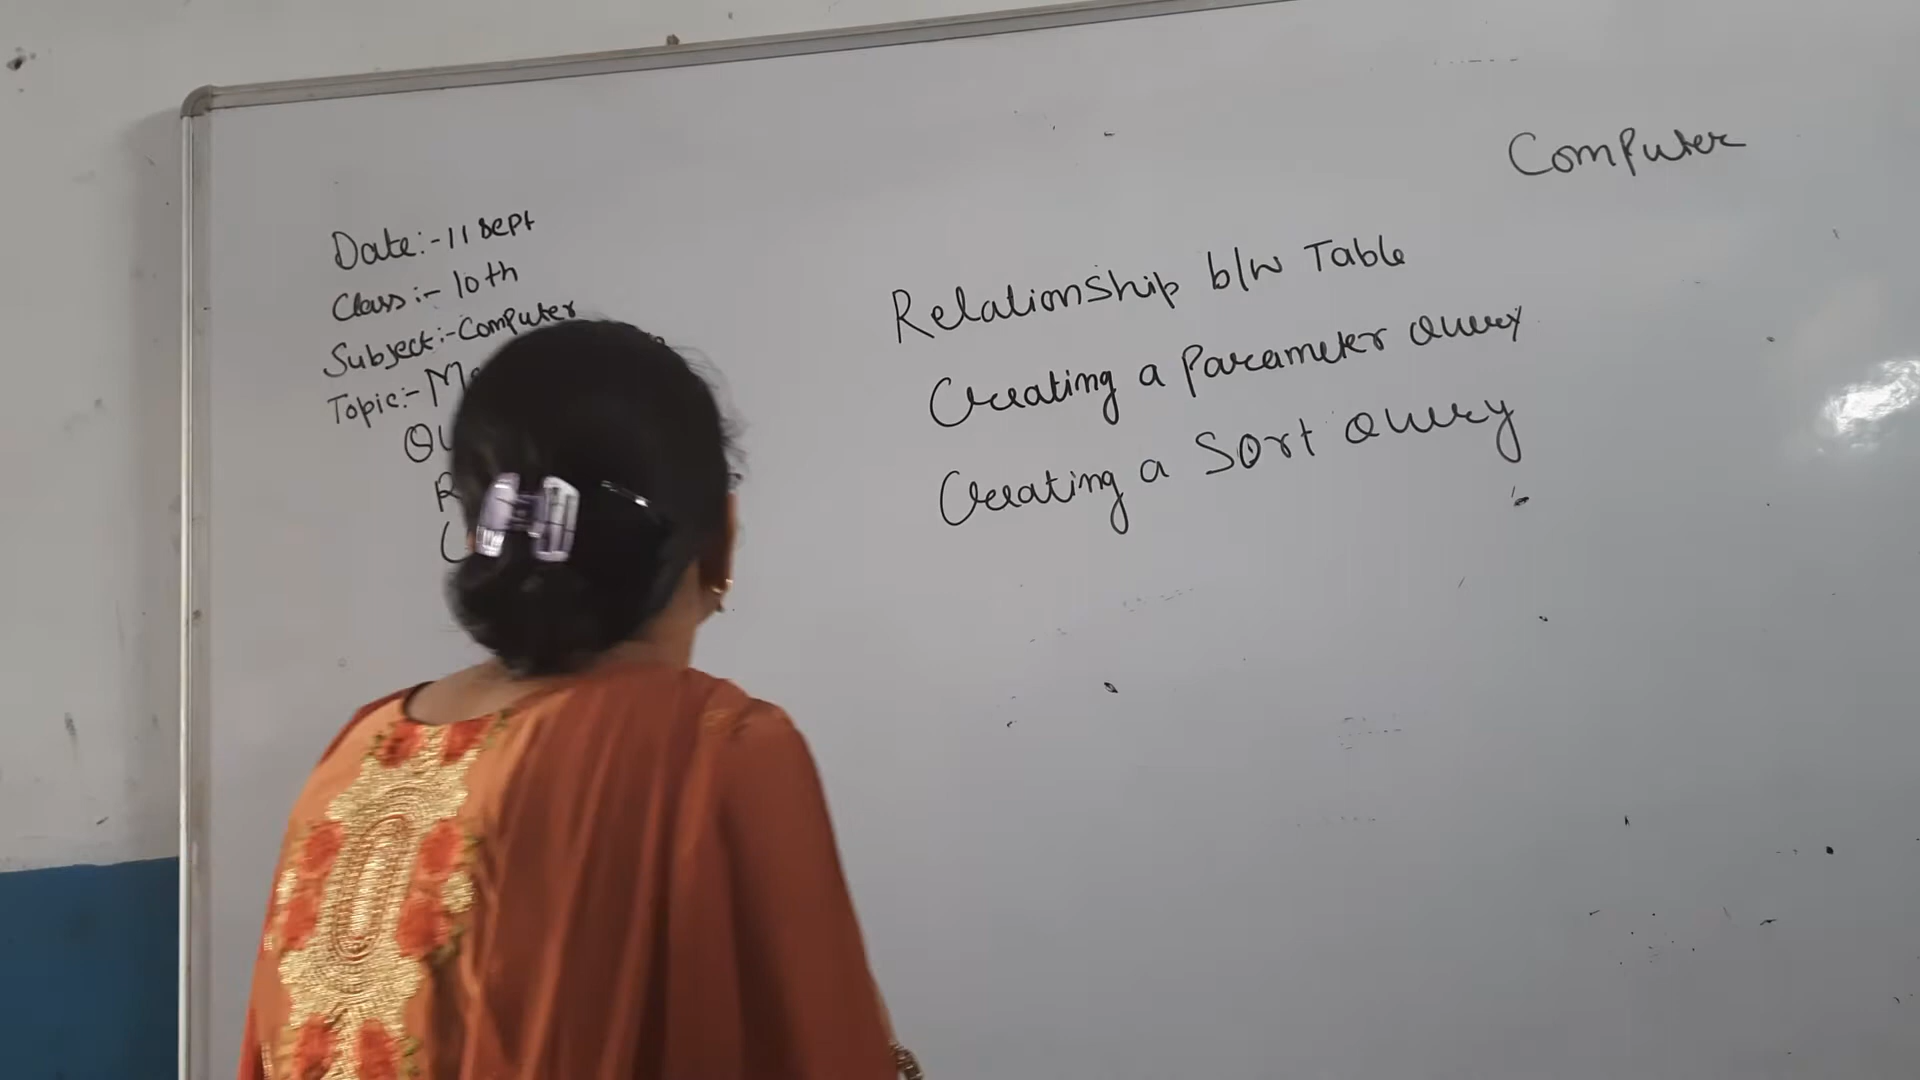 Computer
Date:- 11 Sept
Class:- 10th
Subject:- Computer
Topic:-
Relationship b/w Table
Creating a Parameter Query
Creating a Sort Query